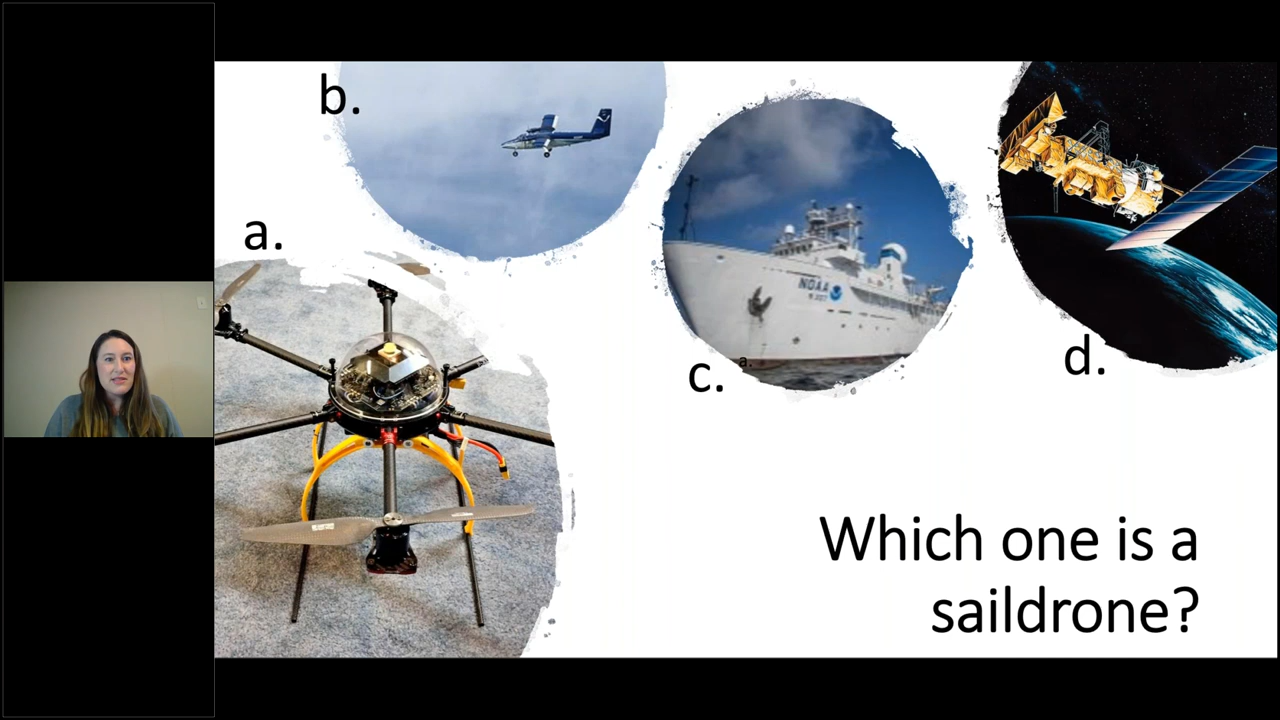 b.
a.
NOAA
a.
c.
d.
Which one is a
saildrone?